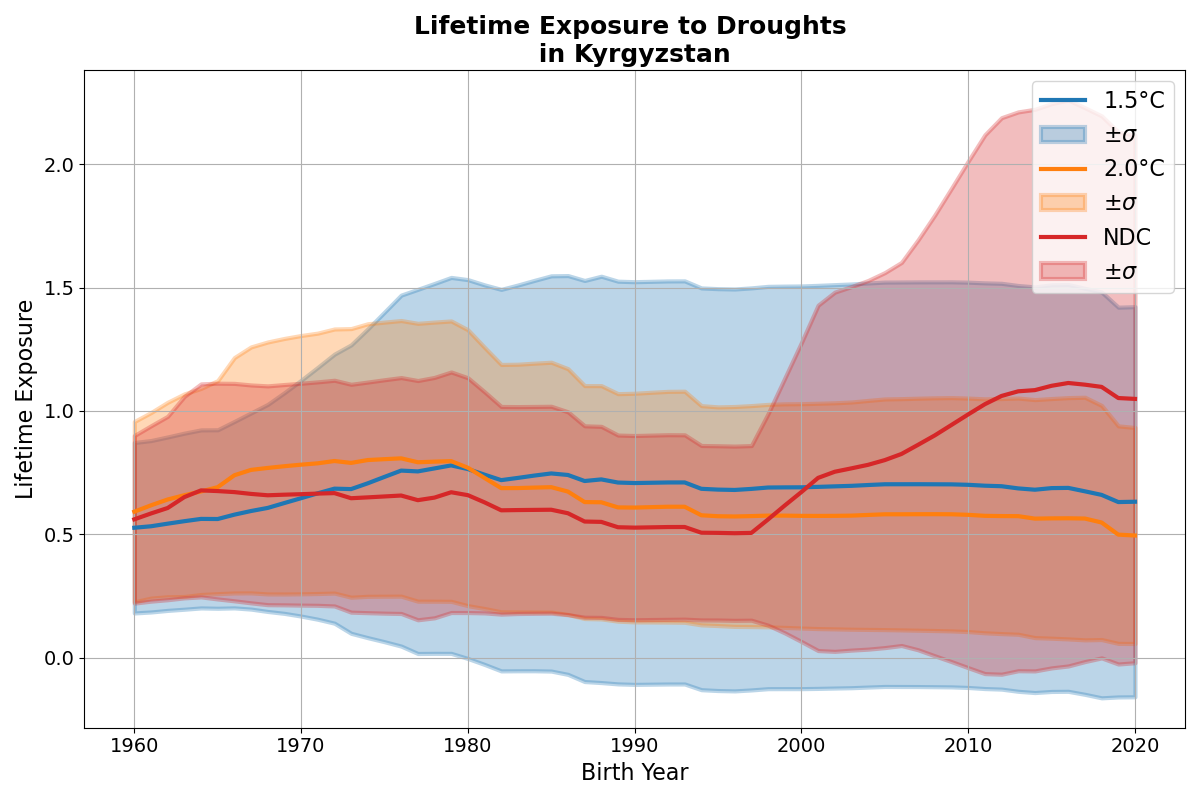 Lifetime Exposure to Droughts
in Kyrgyzstan
Lifetime Exposure
2.0
1.5
1.0
0.5
0.0
1960 1970 1980 1990 2000 2010 2020
Birth Year
1.5°C
±σ
2.0°C
±σ
NDC
±σ